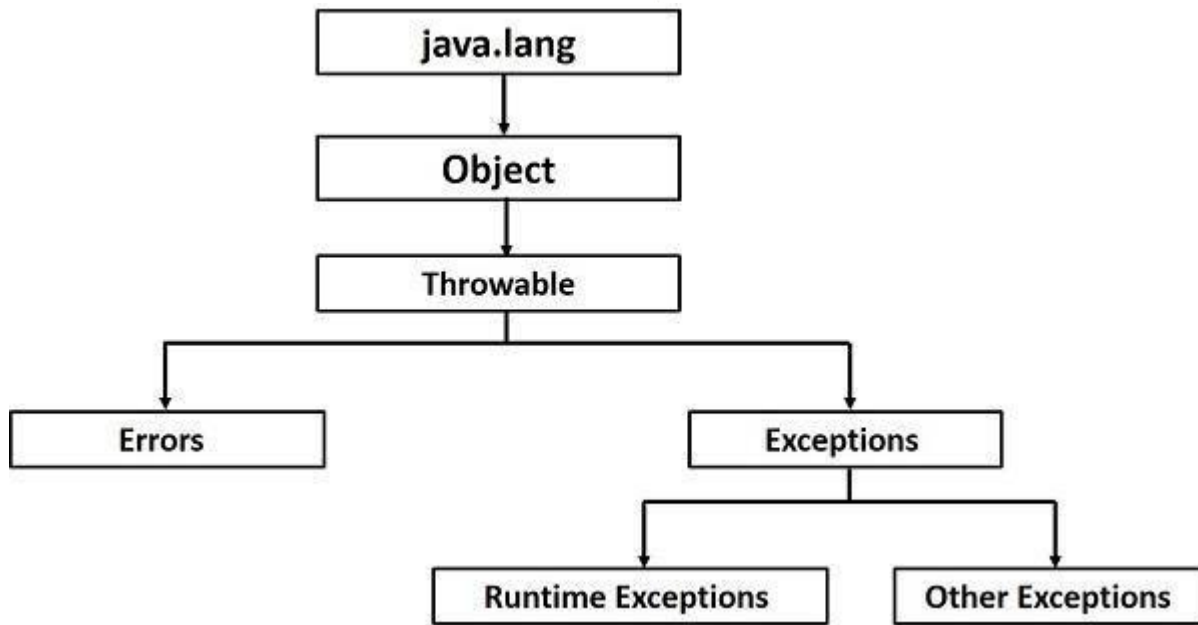 java.lang
Object
Throwable
Errors
Exceptions
Runtime Exceptions
Other Exceptions